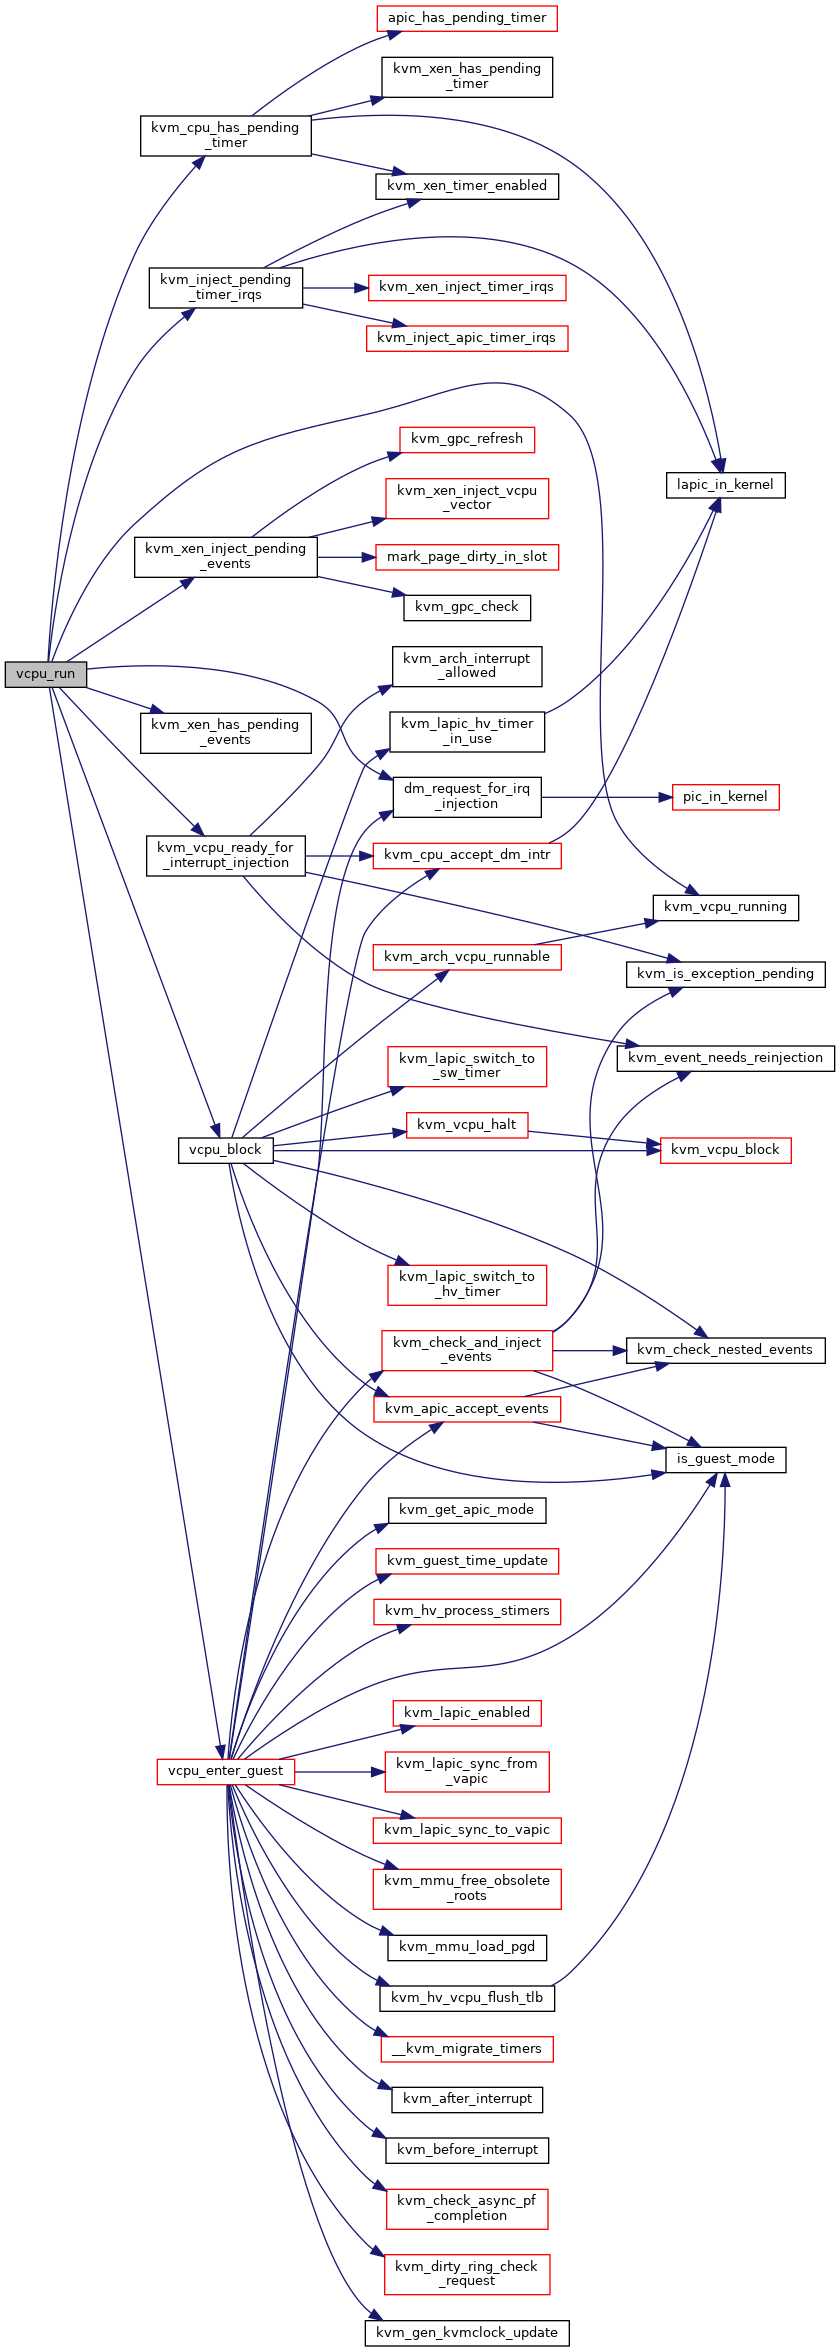 apic_has_pending_timer
kvm_xen_has_pending
_timer
kvm_cpu_has_pending
_timer
kvm_xen_timer_enabled
kvm_inject_pending
_timer_irqs
kvm_xen_inject_timer_irqs
kvm_inject_apic_timer_irqs
kvm_gpc_refresh
lapic_in_kernel
kvm_xen_inject_vcpu
_vector
kvm_xen_inject_pending
_events
mark_page_dirty_in_slot
kvm_gpc_check
kvm_arch_interrupt
_allowed
vcpu_run
kvm_xen_has_pending
_events
kvm_lapic_hv_timer
_in_use
dm_request_for_irq
_injection
pic_in_kernel
kvm_vcpu_ready_for
_interrupt_injection
kvm_cpu_accept_dm_intr
kvm_vcpu_running
kvm_arch_vcpu_runnable
kvm_is_exception_pending
kvm_event_needs_reinjection
kvm_lapic_switch_to
_sw_timer
kvm_vcpu_halt
vcpu_block
kvm_vcpu_block
kvm_lapic_switch_to
_hv_timer
kvm_check_and_inject
_events
kvm_check_nested_events
kvm_apic_accept_events
is_guest_mode
kvm_get_apic_mode
kvm_guest_time_update
kvm_hv_process_stimers
kvm_lapic_enabled
vcpu_enter_guest
kvm_lapic_sync_from
_vapic
kvm_lapic_sync_to_vapic
kvm_mmu_free_obsolete
_roots
kvm_mmu_load_pgd
kvm_hv_vcpu_flush_tlb
__kvm_migrate_timers
kvm_after_interrupt
kvm_before_interrupt
kvm_check_async_pf
_completion
kvm_dirty_ring_check
_request
kvm_gen_kvmclock_update